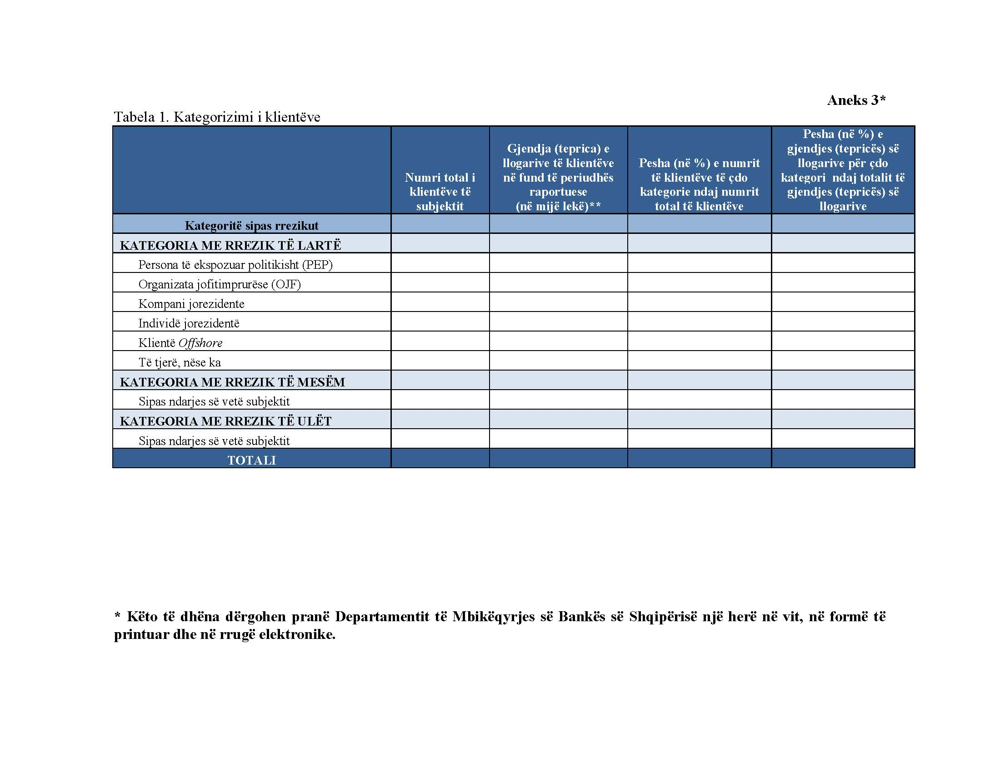 Aneks 3*
Tabela 1. Kategorizimi i klientëve
Numri total i
klientëve të
subjektit
Gjendja (teprica) e
llogarive të klientëve
në fund të periudhës
raportuese
(në mijë lekë)**
Pesha (në %) e numrit
të klientëve të çdo
kategorie ndaj numrit
total të klientëve
Pesha (në %) e
gjendjes (tepricës) së
llogarive për çdo
kategori ndaj totalit të
gjendjes (tepricës) së
llogarive
Kategoritë sipas rrezikut
KATEGORIA ME RREZIK TË LARTË
Persona të ekspozuar politikisht (PEP)
Organizata jofitimprurëse (OJF)
Kompani jorezidente
Individë jorezidentë
Klientë Offshore
Të tjerë, nëse ka
KATEGORIA ME RREZIK TË MESËM
Sipas ndarjes së vetë subjektit
KATEGORIA ME RREZIK TË ULËT
Sipas ndarjes së vetë subjektit
TOTALI
* Këto të dhëna dërgohen pranë Departamentit të Mbikëqyrjes së Bankës së Shqipërisë një herë në vit, në formë të
printuar dhe në rrugë elektronike.